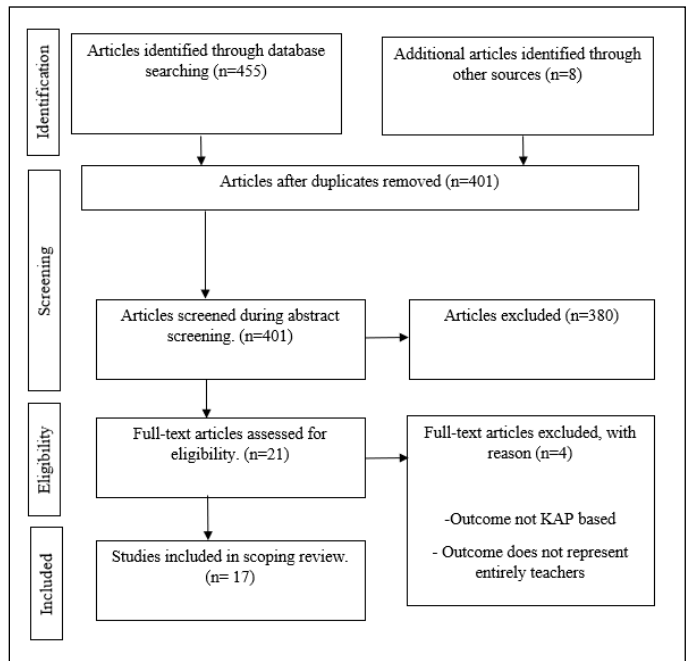 Identification
Articles identified through database
searching (n=455)
Additional articles identified through
other sources (n=8)
Screening
Articles after duplicates removed (n=401)
Articles screened during abstract
screening. (n=401)
Articles excluded (n=380)
Eligibility
Full-text articles assessed for
eligibility. (n=21)
Full-text articles excluded, with
reason (n=4)
-Outcome not KAP based
- Outcome does not represent
entirely teachers
Included
Studies included in scoping review.
(n= 17)